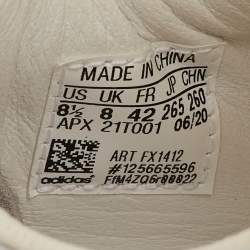 MADE IN CHINA
US UK FR JP CHN
8½ 8 42 265 260
APX 21T001 06/20
ART FX1412
#125665596
adidas FfM4ZQ6r00022